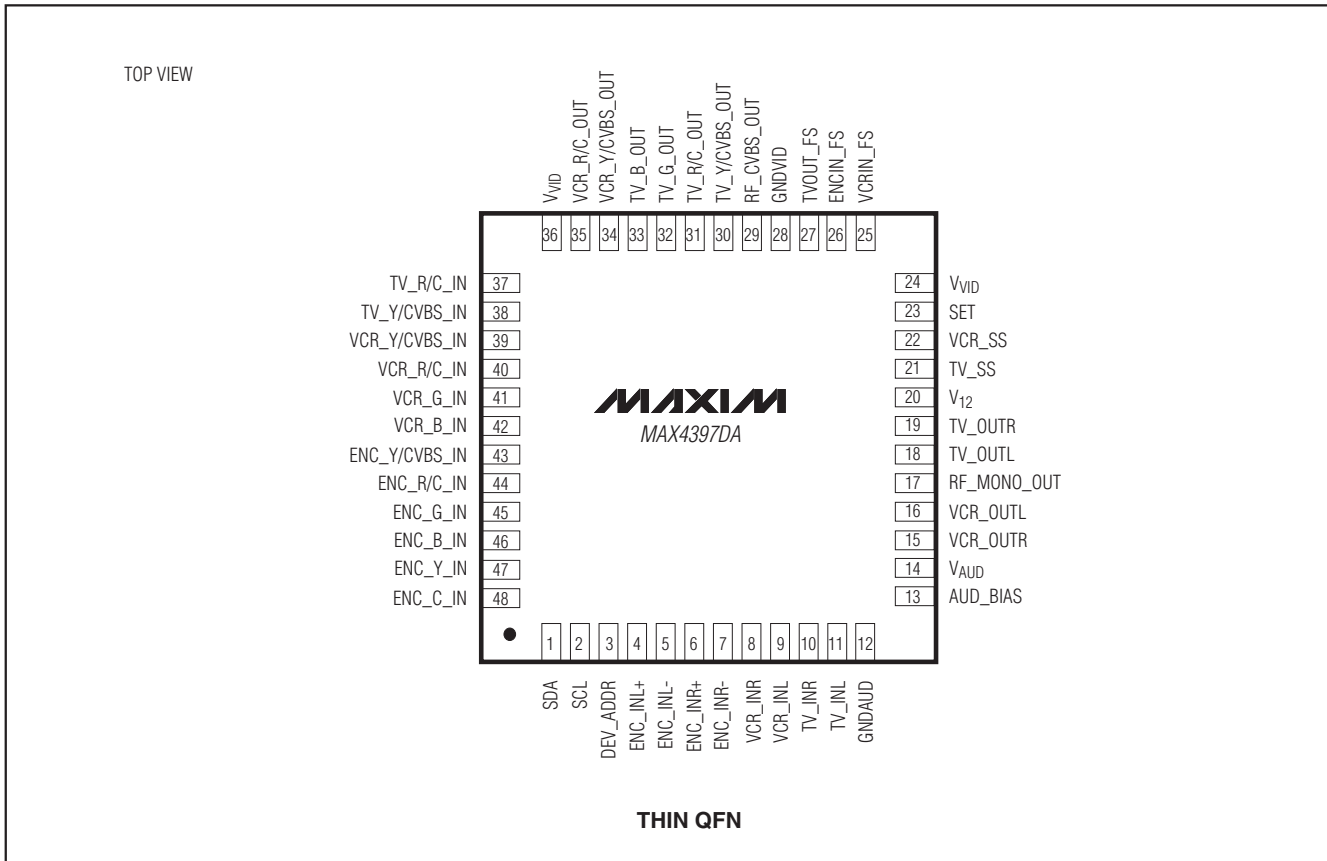 TOP VIEW
V_VID
VCR_R/C_OUT
VCR_Y/CVBS_OUT
TV_B_OUT
TV_G_OUT
TV_R/C_OUT
TV_Y/CVBS_OUT
RF_CVBS_OUT
GNDVID
TVOUT_FS
ENCIN_FS
VCRIN_FS
36 35 34 33 32 31 30 29 28 27 26 25
TV_R/C_IN 37
TV_Y/CVBS_IN 38
VCR_Y/CVBS_IN 39
VCR_R/C_IN 40
VCR_G_IN 41
VCR_B_IN 42
ENC_Y/CVBS_IN 43
ENC_R/C_IN 44
ENC_G_IN 45
ENC_B_IN 46
ENC_Y_IN 47
ENC_C_IN 48
MAXIM
MAX4397DA
24 V_VID
23 SET
22 VCR_SS
21 TV_SS
20 V_12
19 TV_OUTR
18 TV_OUTL
17 RF_MONO_OUT
16 VCR_OUTL
15 VCR_OUTR
14 V_AUD
13 AUD_BIAS
1 2 3 4 5 6 7 8 9 10 11 12
SDA
SCL
DEV_ADDR
ENC_INL+
ENC_INL-
ENC_INR+
ENC_INR-
VCR_INR
VCR_INL
TV_INR
TV_INL
GNDAUD
THIN QFN